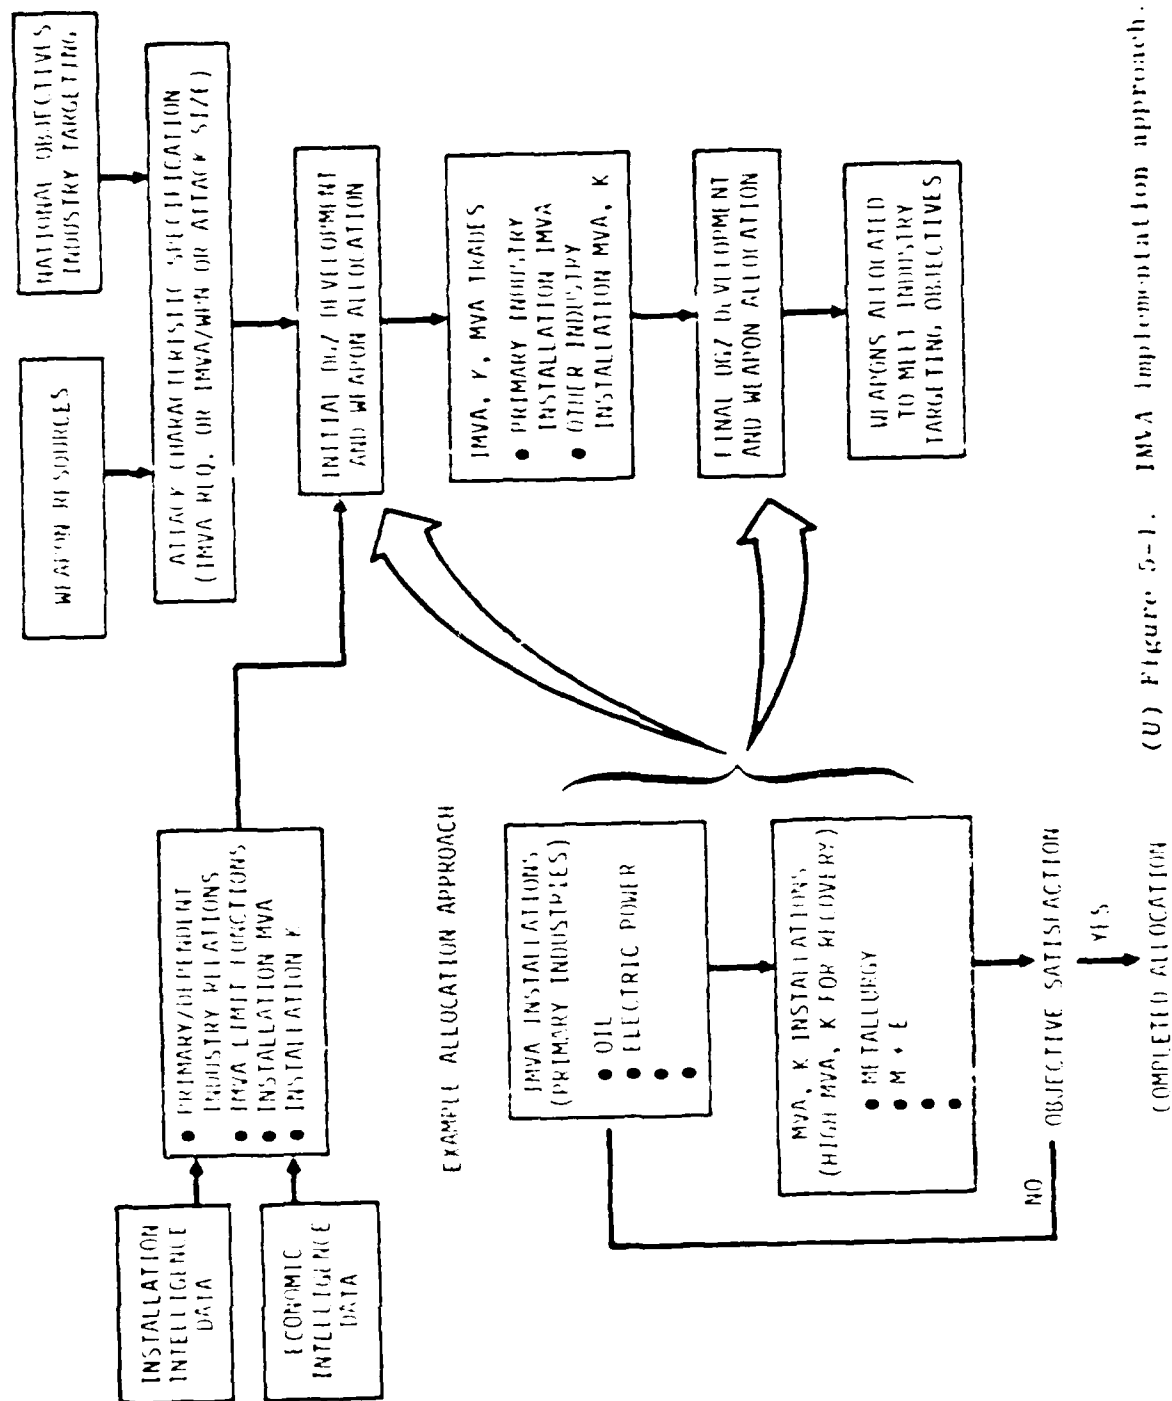 INSTALLATION
INTELLIGENCE
DATA
ECONOMIC
INTELLIGENCE
DATA
● PRIMARY/DEPENDENT
INDUSTRY RELATIONS
● IMVA LIMIT FUNCTIONS
● INSTALLATION MVA
● INSTALLATION K
WEAPON RESOURCES
NATIONAL OBJECTIVES
INDUSTRY TARGETING
ATTACK CHARACTERISTIC SPECIFICATION
(IMVA REQ. OR IMVA/WPN OR ATTACK SIZE)
INITIAL DGZ DEVELOPMENT
AND WEAPON ALLOCATION
IMVA, K, MVA TRADES
● PRIMARY INDUSTRY
INSTALLATION IMVA
● OTHER INDUSTRY
INSTALLATION MVA, K
FINAL DGZ DEVELOPMENT
AND WEAPON ALLOCATION
WEAPONS ALLOCATED
TO MEET INDUSTRY
TARGETING OBJECTIVES
EXAMPLE ALLOCATION APPROACH
IMVA INSTALLATIONS
(PRIMARY INDUSTRIES)
● OIL
● ELECTRIC POWER
●
●
MVA, K INSTALLATIONS
(HIGH MVA, K FOR RECOVERY)
● METALLURGY
● M + E
●
●
NO
OBJECTIVE SATISFACTION
YES
COMPLETED ALLOCATION
(U) Figure 5-1. IMVA implementation approach.